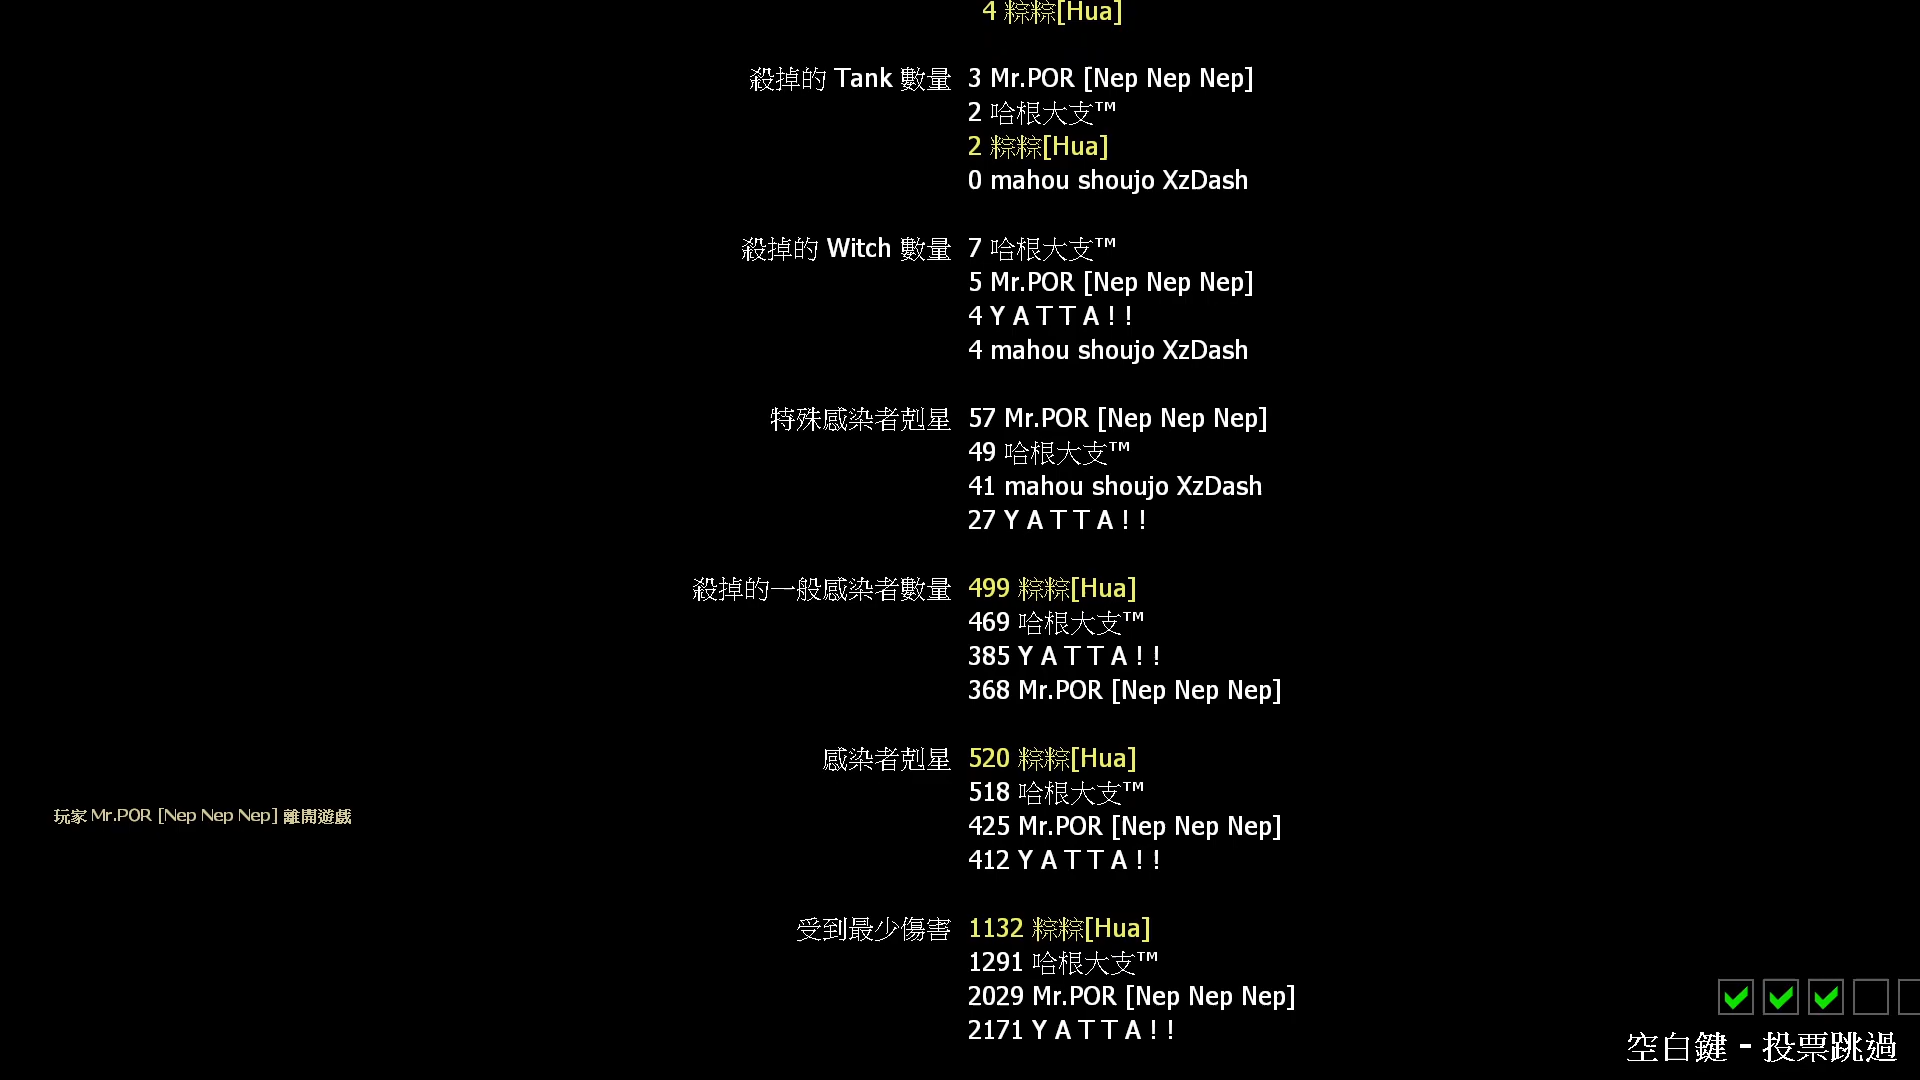 4 粽粽[Hua]
殺掉的 Tank 數量 3 Mr.POR [Nep Nep Nep]
2 哈根大支™
2 粽粽[Hua]
0 mahou shoujo XzDash
殺掉的 Witch 數量 7 哈根大支™
5 Mr.POR [Nep Nep Nep]
4 Y A T T A ! !
4 mahou shoujo XzDash
特殊感染者剋星 57 Mr.POR [Nep Nep Nep]
49 哈根大支™
41 mahou shoujo XzDash
27 Y A T T A ! !
殺掉的一般感染者數量 499 粽粽[Hua]
469 哈根大支™
385 Y A T T A ! !
368 Mr.POR [Nep Nep Nep]
感染者剋星 520 粽粽[Hua]
518 哈根大支™
425 Mr.POR [Nep Nep Nep]
412 Y A T T A ! !
玩家 Mr.POR [Nep Nep Nep] 離開遊戲
受到最少傷害 1132 粽粽[Hua]
1291 哈根大支™
2029 Mr.POR [Nep Nep Nep]
2171 Y A T T A ! !
空白鍵 - 投票跳過